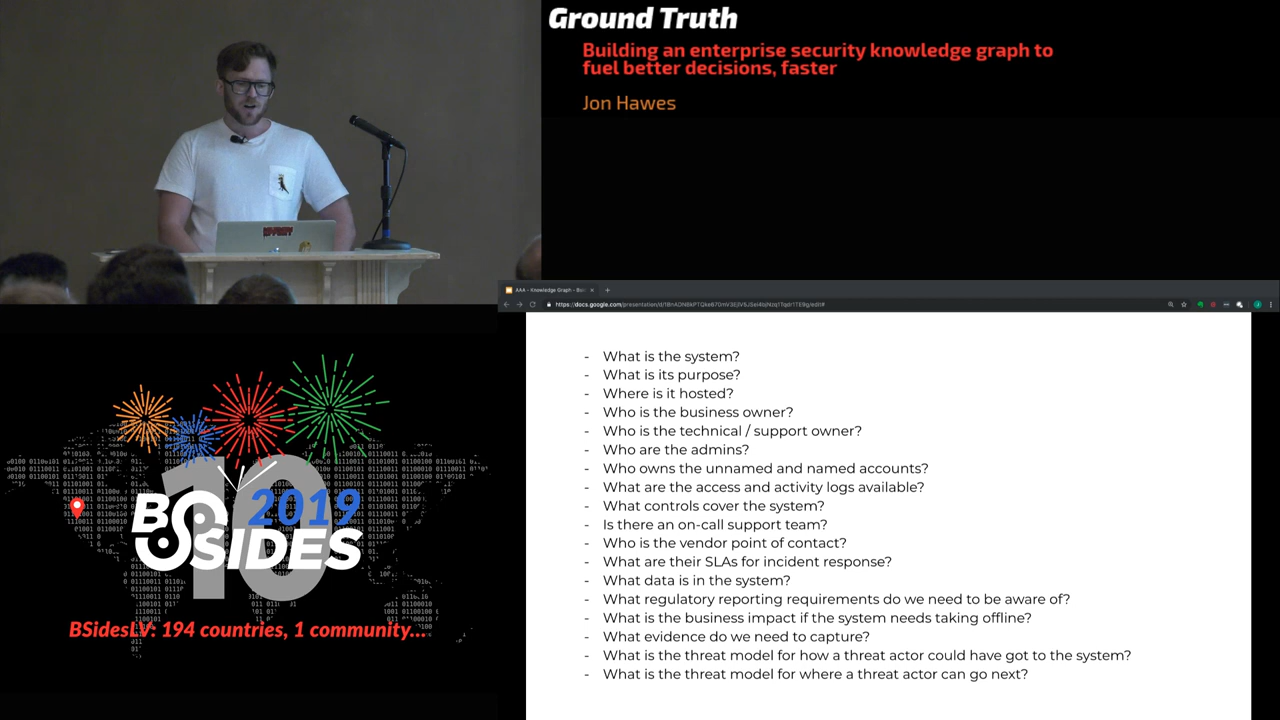 Ground Truth
Building an enterprise security knowledge graph to
fuel better decisions, faster
Jon Hawes
AAA - Knowledge Graph - 
- What is the system?
- What is its purpose?
- Where is it hosted?
- Who is the business owner?
- Who is the technical / support owner?
- Who are the admins?
- Who owns the unnamed and named accounts?
- What are the access and activity logs available?
- What controls cover the system?
- Is there an on-call support team?
- Who is the vendor point of contact?
- What are their SLAs for incident response?
- What data is in the system?
- What regulatory reporting requirements do we need to be aware of?
- What is the business impact if the system needs taking offline?
- What evidence do we need to capture?
- What is the threat model for how a threat actor could have got to the system?
- What is the threat model for where a threat actor can go next?
10
2019
BSIDES
BSidesLV: 194 countries, 1 community...